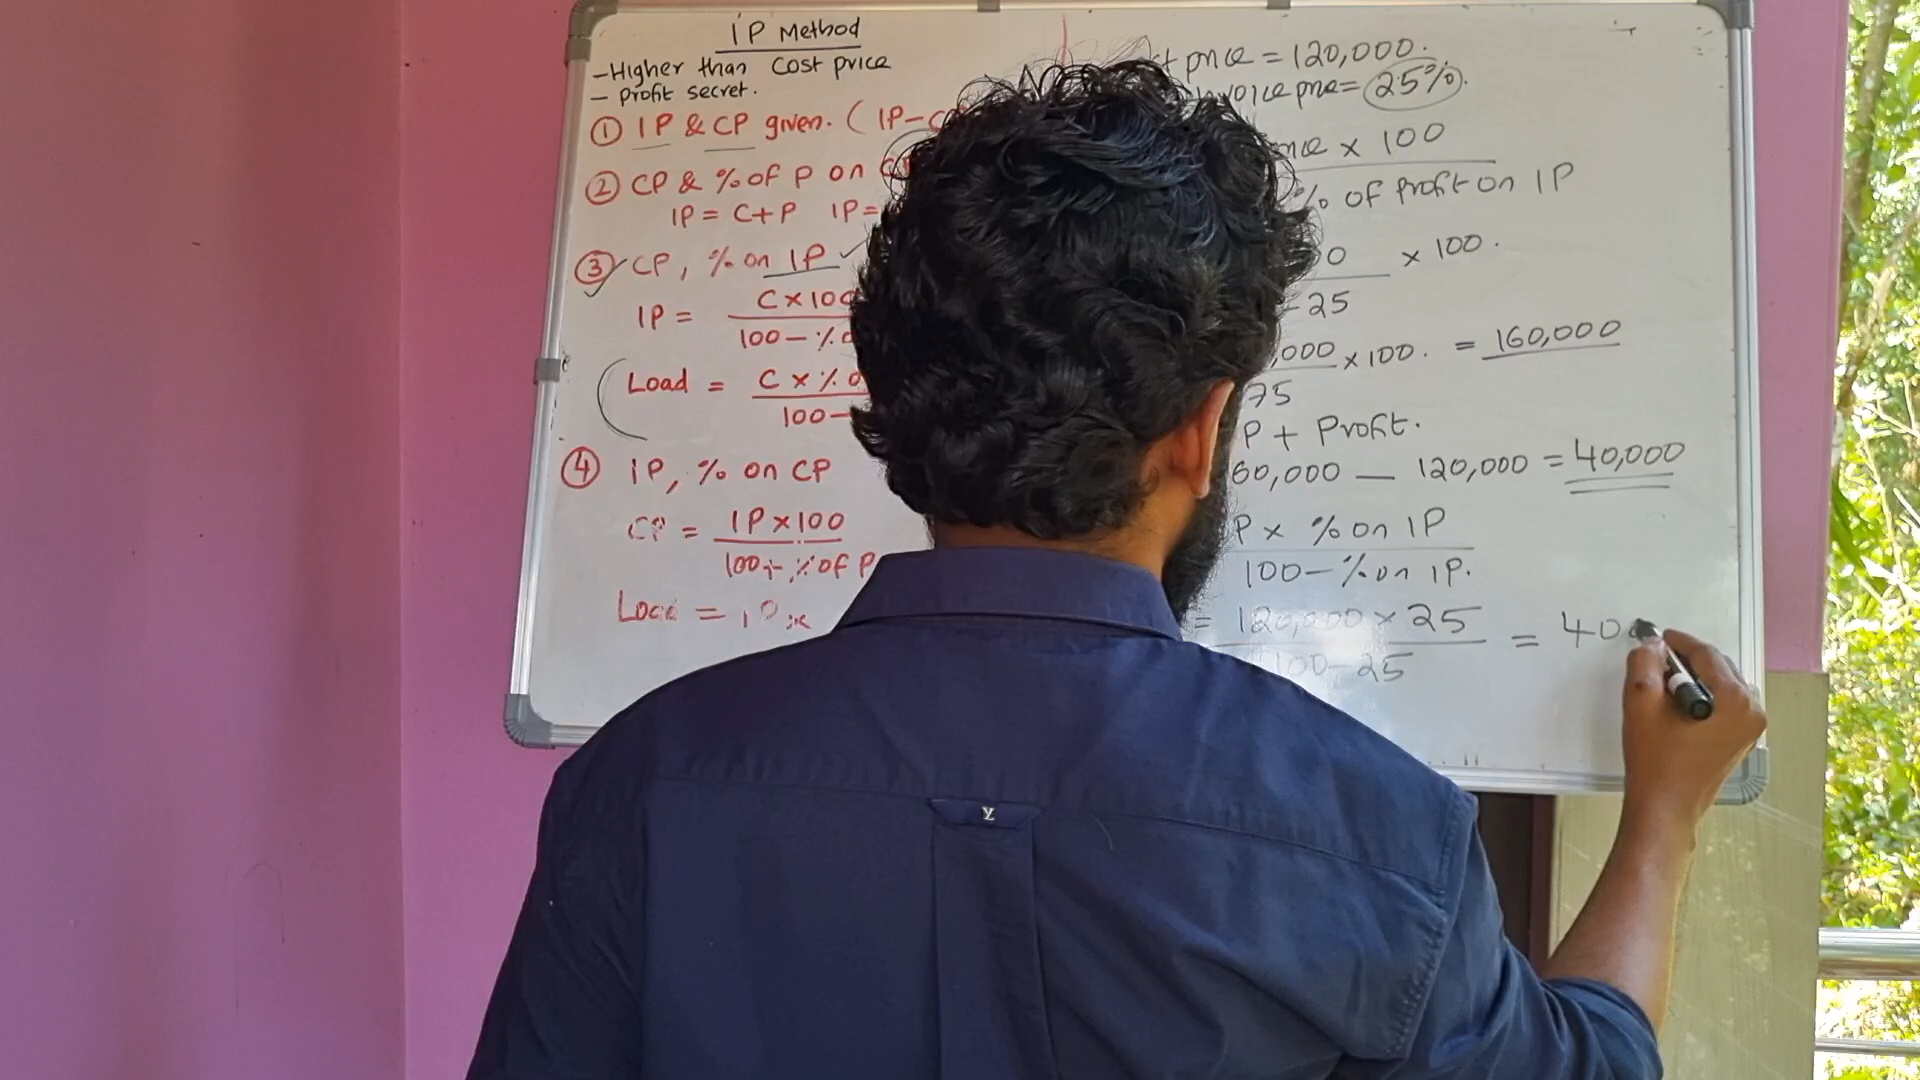 IP Method
-Higher than cost price
- profit secret.
① IP & CP given. (IP-C
② CP & % of P on
IP = C+P IP=
③ CP, % on IP
IP = C x 100
100 - %
Load = C x %
100-
④ IP, % on CP
CP = IP x 100
100+ % of P
Load = IP x
price = 120,000.
invoice price = 25%.
x 100
% of Profit on IP
0 x 100.
- 25
,000 x 100. = 160,000
75
P + Profit.
60,000 - 120,000 = 40,000
P x % on IP
100-% on IP.
= 120,000 x 25 = 40
100-25
Y